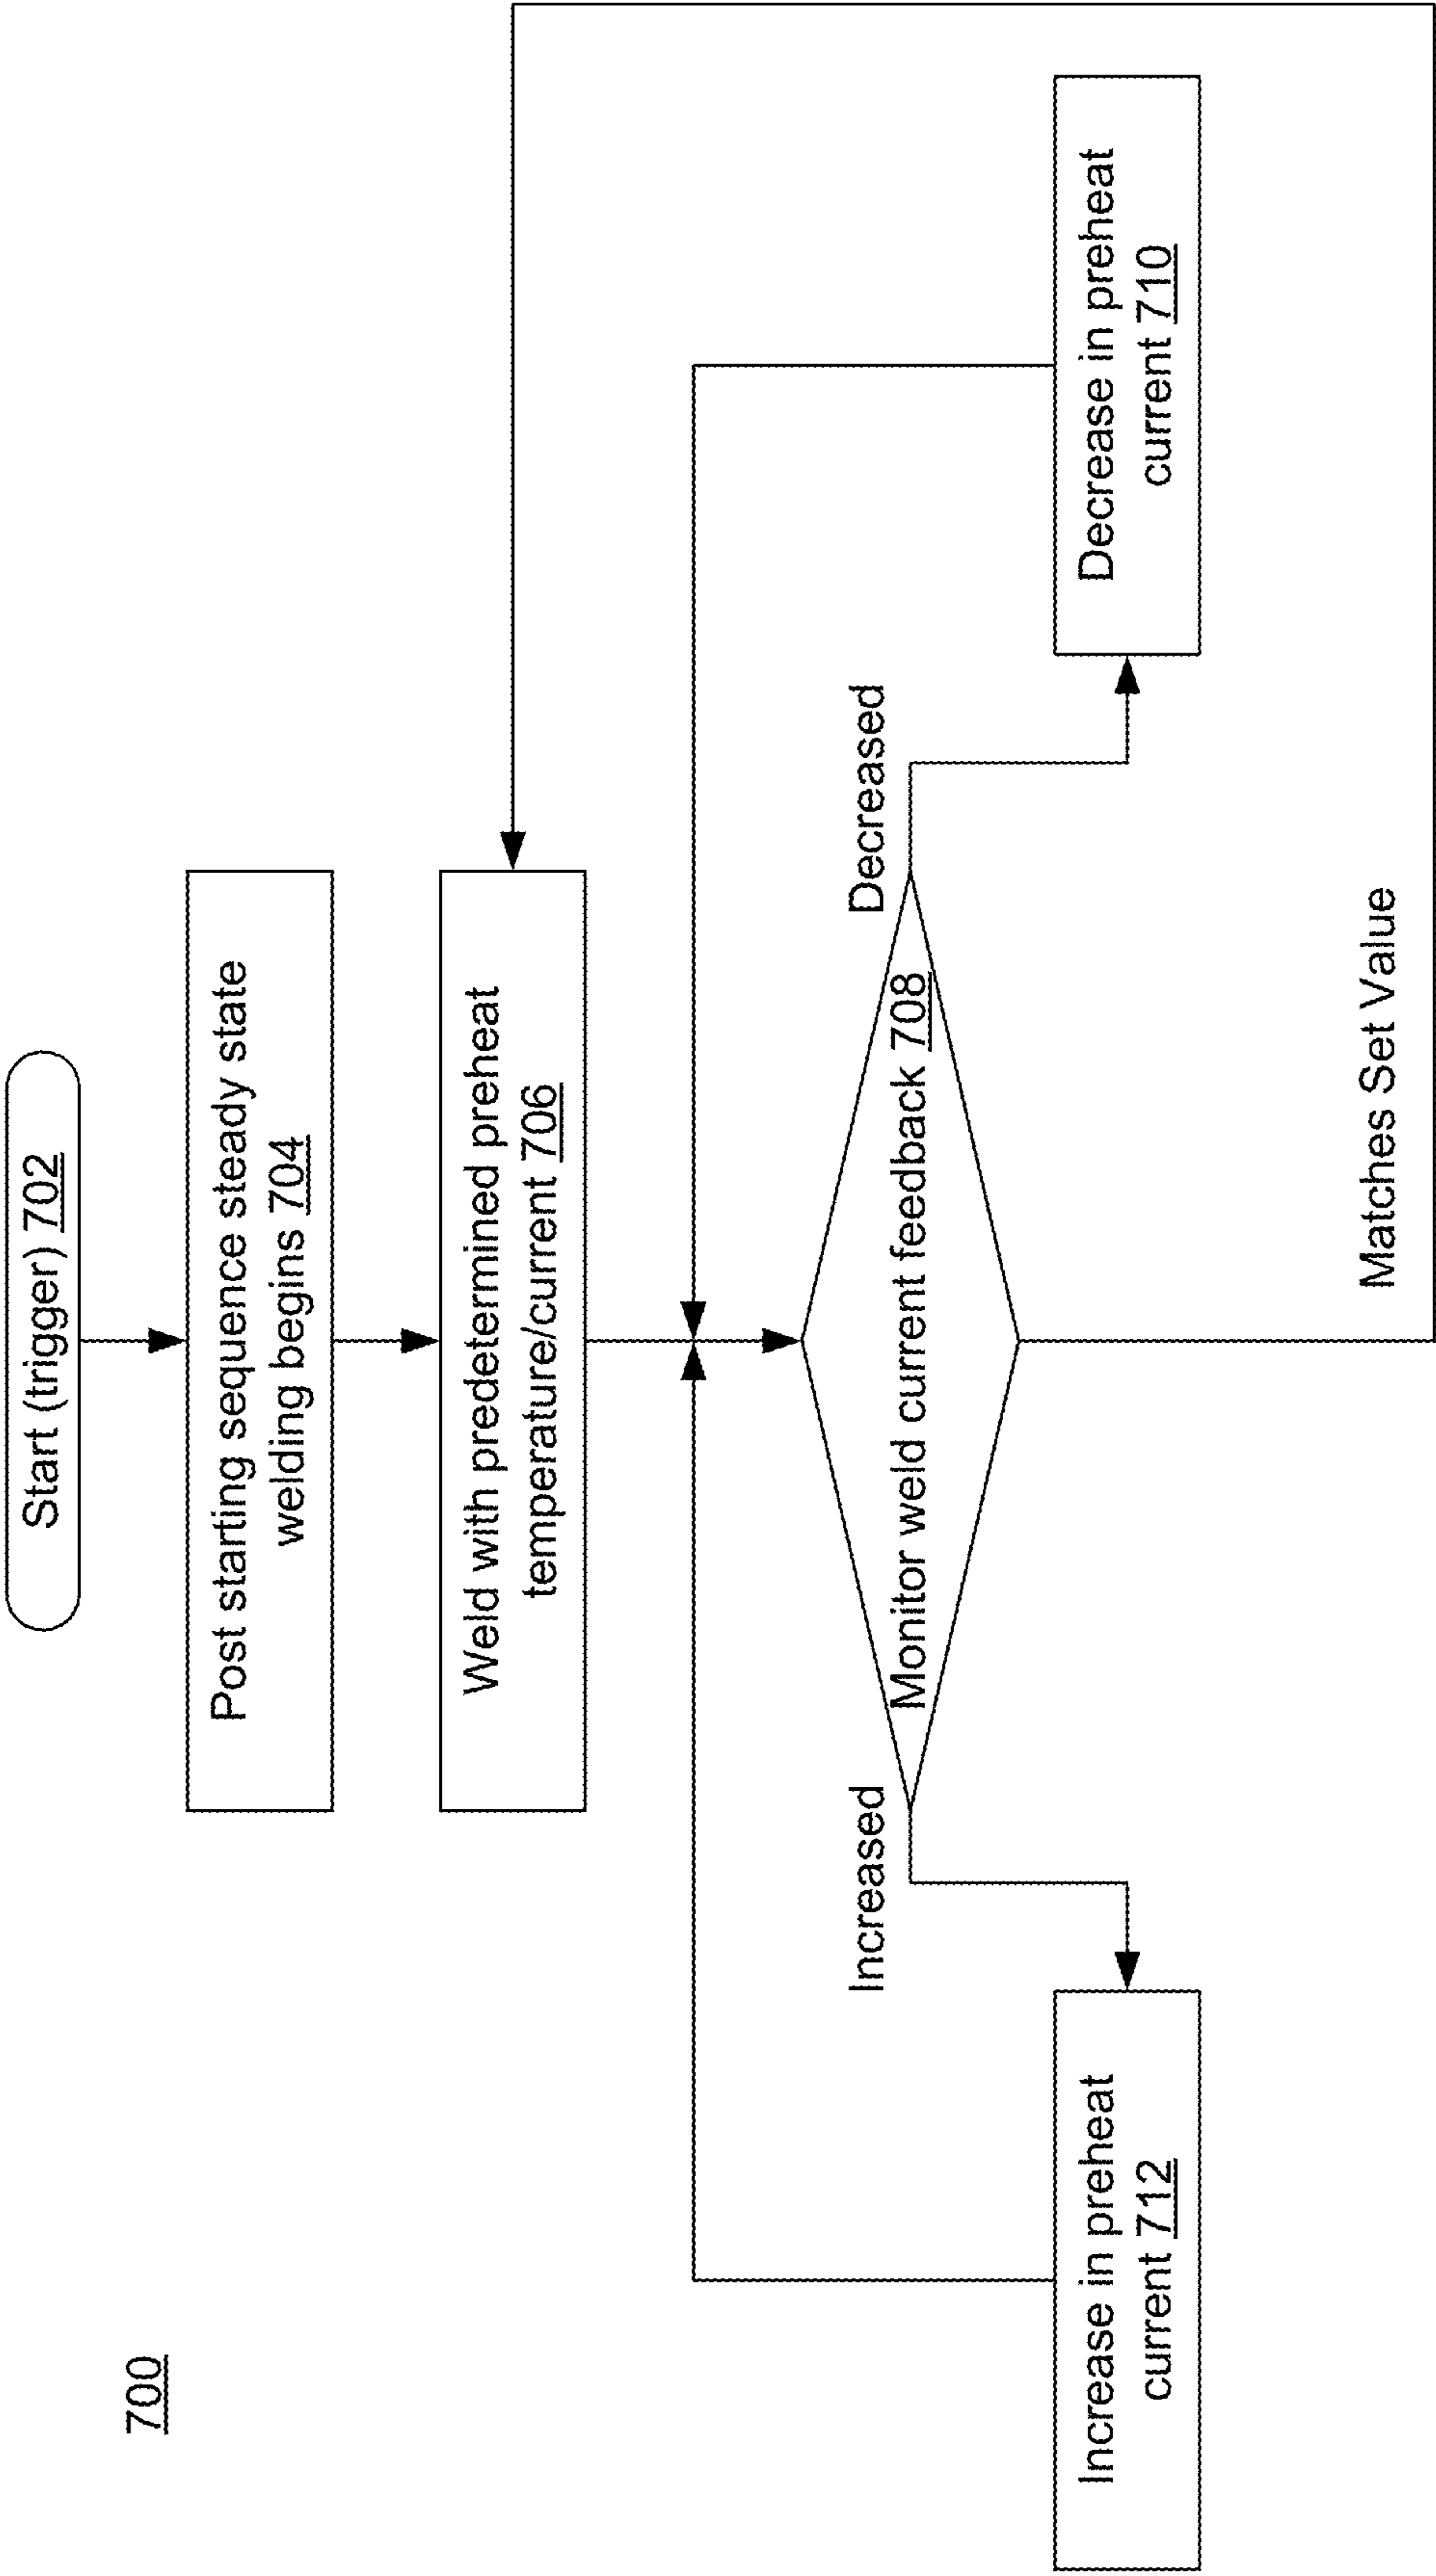 700
Start (trigger) 702
Post starting sequence steady state
welding begins 704
Weld with predetermined preheat
temperature/current 706
Increased
Monitor weld current feedback 708
Decreased
Increase in preheat
current 712
Decrease in preheat
current 710
Matches Set Value